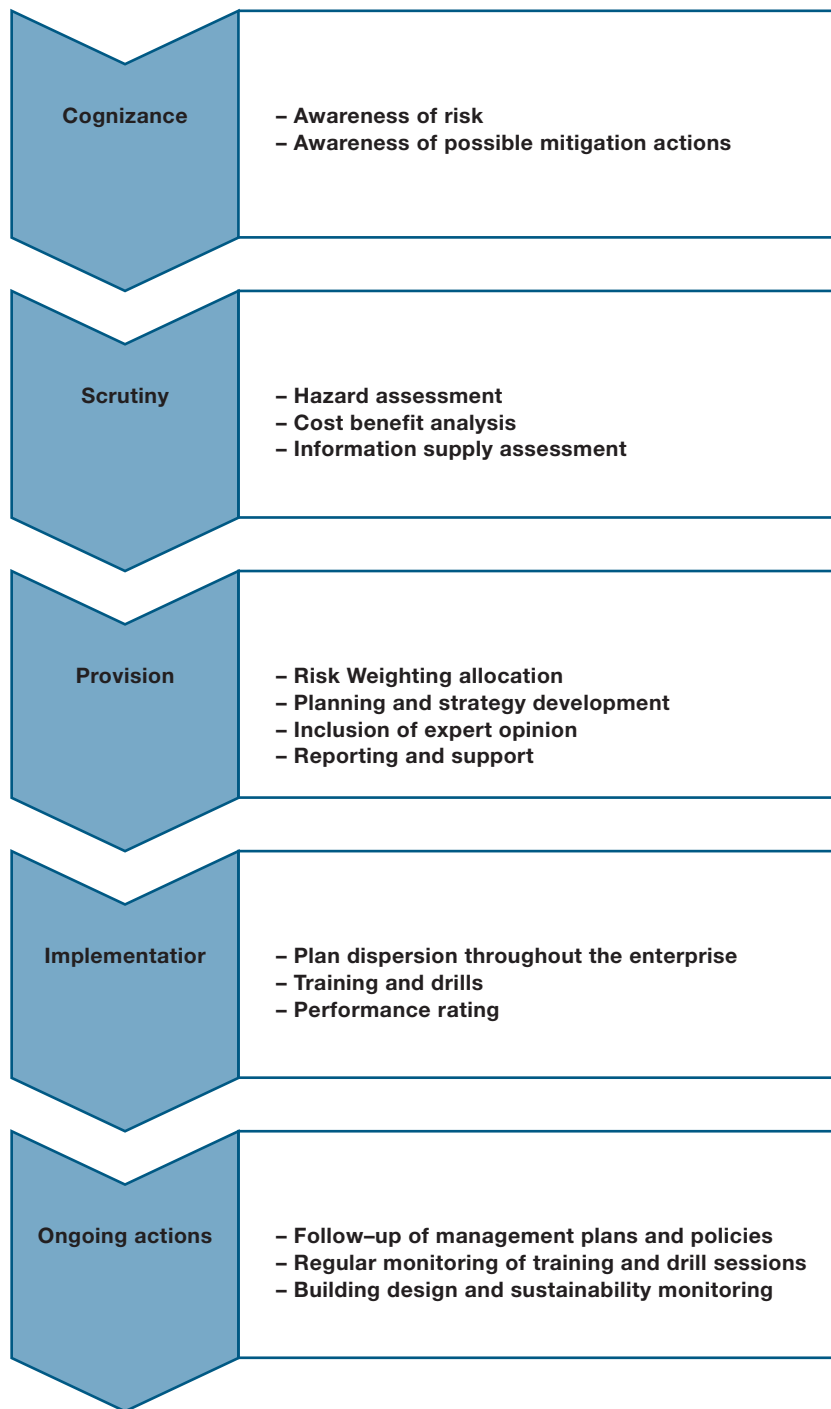 Cognizance
– Awareness of risk
– Awareness of possible mitigation actions
Scrutiny
– Hazard assessment
– Cost benefit analysis
– Information supply assessment
Provision
– Risk Weighting allocation
– Planning and strategy development
– Inclusion of expert opinion
– Reporting and support
Implementatior
– Plan dispersion throughout the enterprise
– Training and drills
– Performance rating
Ongoing actions
– Follow–up of management plans and policies
– Regular monitoring of training and drill sessions
– Building design and sustainability monitoring